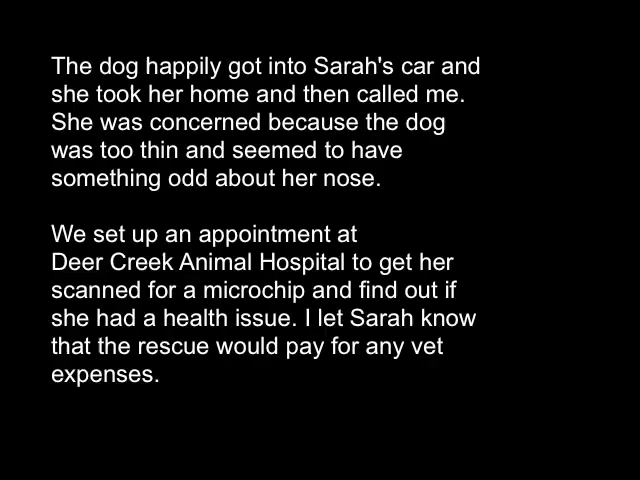 The dog happily got into Sarah's car and
she took her home and then called me.
She was concerned because the dog
was too thin and seemed to have
something odd about her nose.
We set up an appointment at
Deer Creek Animal Hospital to get her
scanned for a microchip and find out if
she had a health issue. I let Sarah know
that the rescue would pay for any vet
expenses.